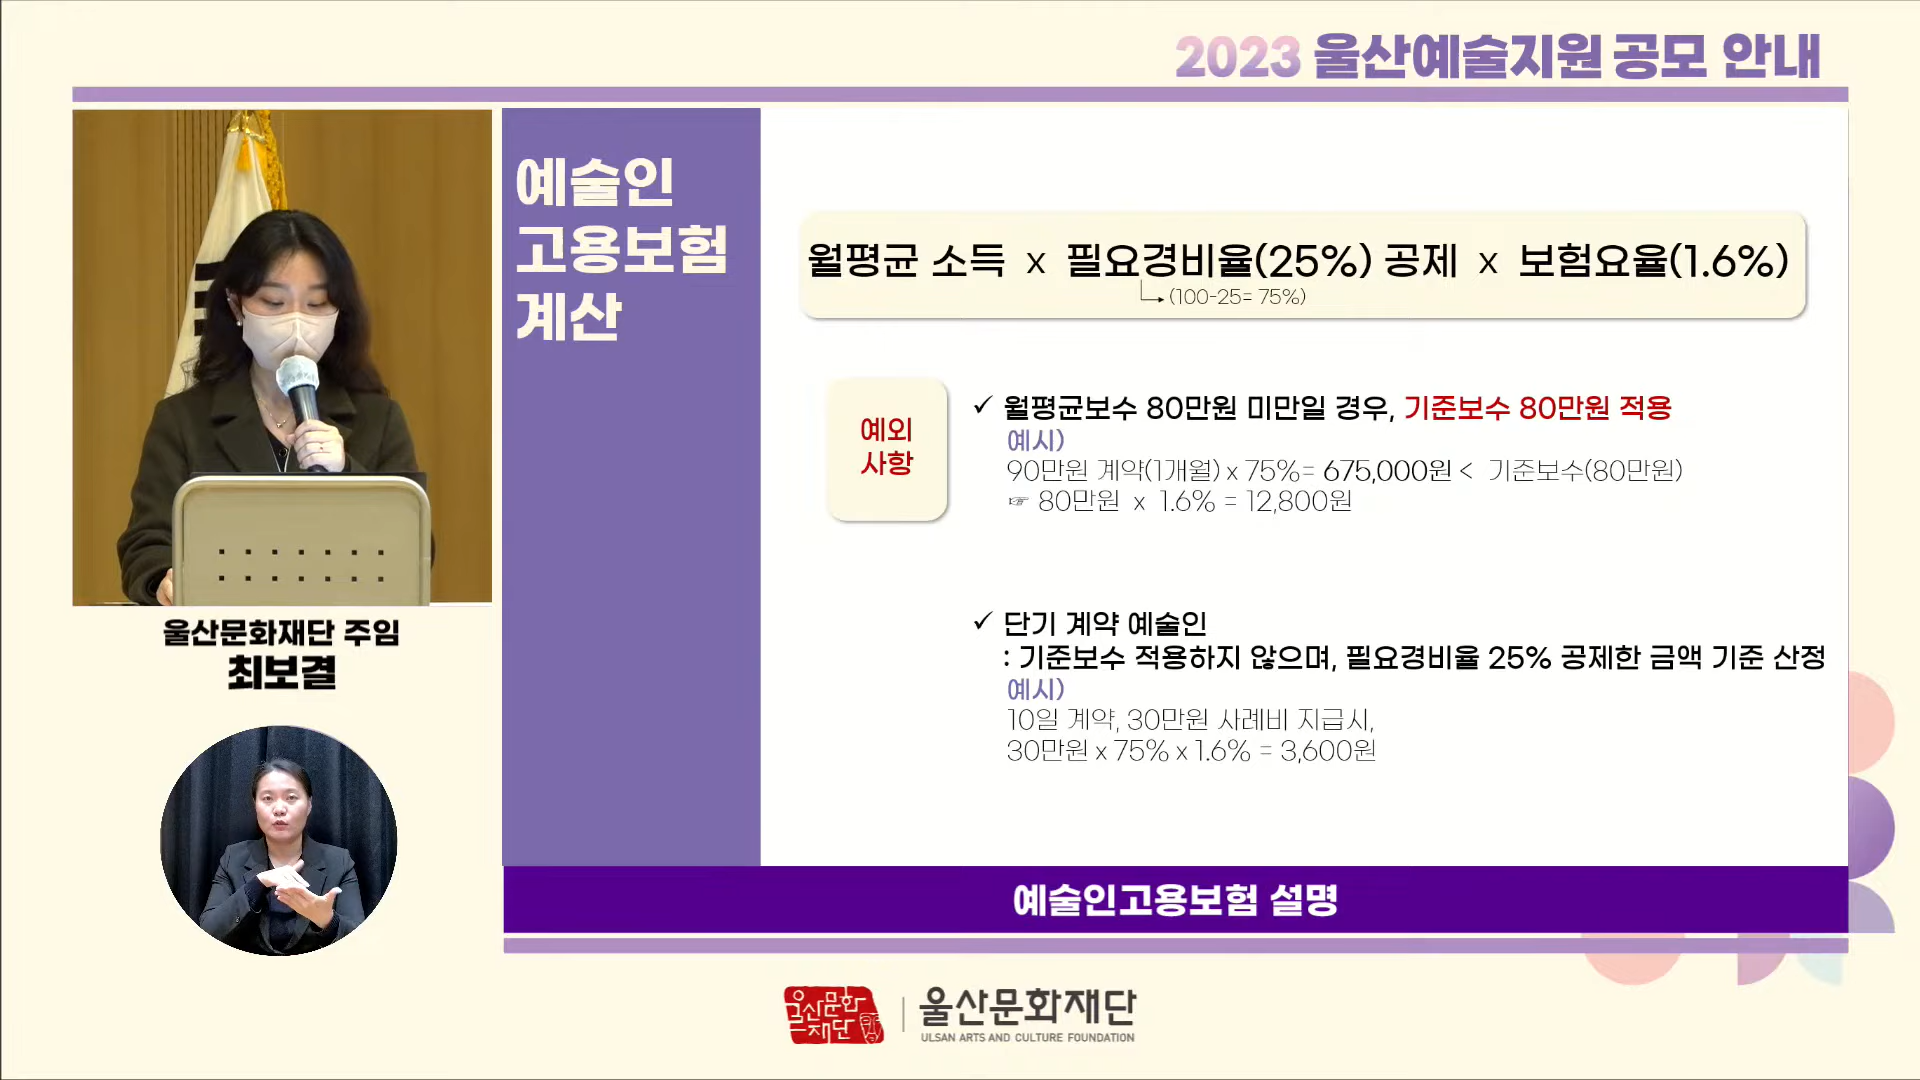 2023 울산예술지원 공모 안내
예술인
고용보험
계산
월평균 소득 x 필요경비율(25%) 공제 x 보험요율(1.6%)
(100-25= 75%)
예외
사항
✓ 월평균보수 80만원 미만일 경우, 기준보수 80만원 적용
예시)
90만원 계약(1개월) x 75%= 675,000원 < 기준보수(80만원)
☞ 80만원 x 1.6% = 12,800원
✓ 단기 계약 예술인
: 기준보수 적용하지 않으며, 필요경비율 25% 공제한 금액 기준 산정
예시)
10일 계약, 30만원 사례비 지급시,
30만원 x 75% x 1.6% = 3,600원
울산문화재단 주임
최보결
예술인고용보험 설명
울산문화
재단
울산문화재단
ULSAN ARTS AND CULTURE FOUNDATION